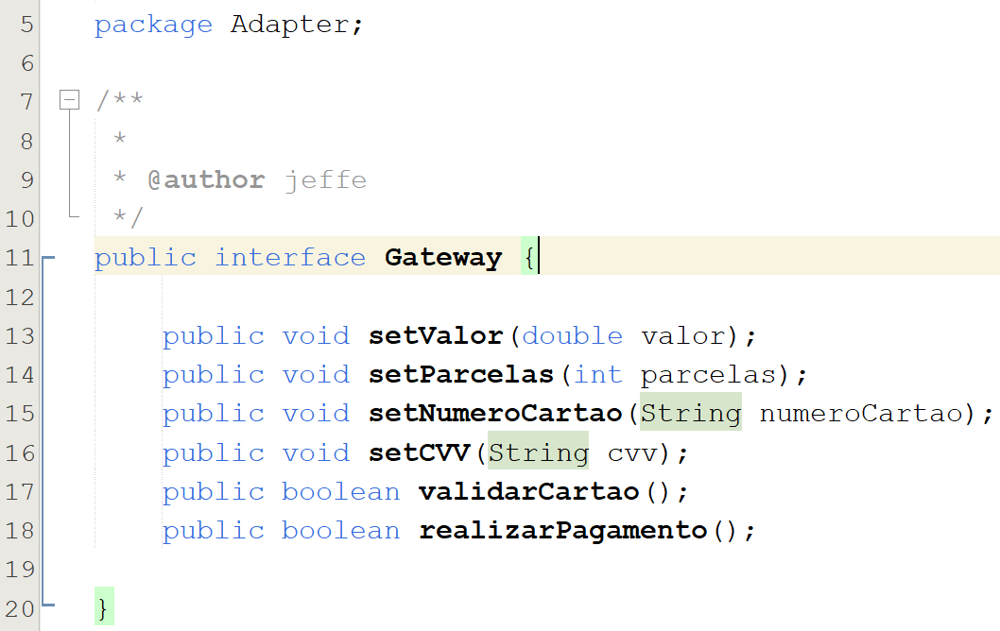 5 package Adapter;
6
7 /**
8 *
9 * @author jeffe
10 */
11 public interface Gateway {
12
13 public void setValor(double valor);
14 public void setParcelas(int parcelas);
15 public void setNumeroCartao(String numeroCartao);
16 public void setCVV(String cvv);
17 public boolean validarCartao();
18 public boolean realizarPagamento();
19
20 }